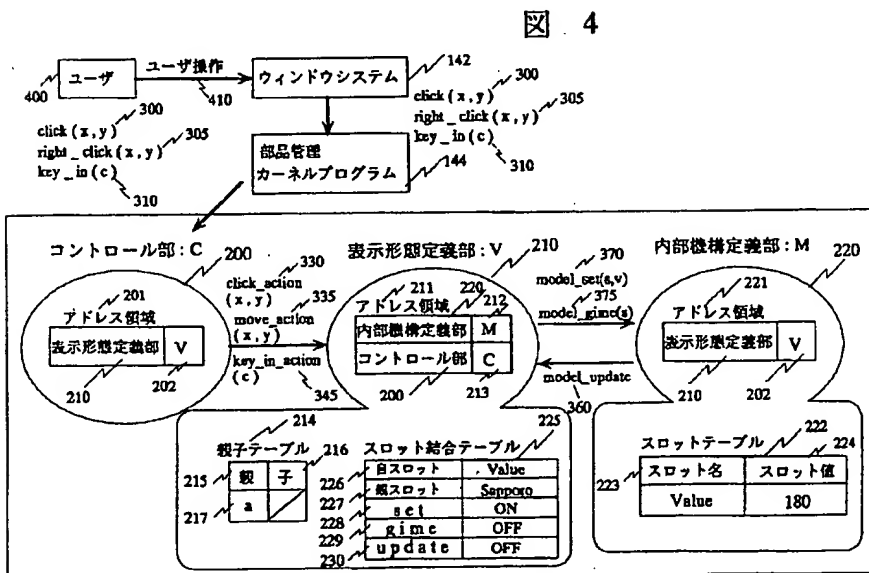 図 4
ユーザ
400
ユーザ操作
410
ウィンドウシステム
142
click(x,y)
300
right_click(x,y)
305
key_in(c)
310
click(x,y)
300
right_click(x,y)
305
key_in(c)
310
部品管理
カーネルプログラム
144
コントロール部:C
200
201
アドレス領域
表示形態定義部
V
210
202
click_action
(x,y)
330
move_action
(x,y)
335
key_in_action
(c)
345
表示形態定義部:V
210
211
220
212
アドレス領域
内部機構定義部
M
コントロール部
C
200
213
370
model_set(s,v)
375
model_gime(s)
model_update
360
内部機構定義部:M
220
221
アドレス領域
表示形態定義部
V
210
202
214
親子テーブル
216
215
親
子
217
a
スロット結合テーブル
225
226
自スロット
Value
227
親スロット
Sapporo
228
set
ON
229
gime
OFF
230
update
OFF
スロットテーブル
222
224
223
スロット名
スロット値
Value
180